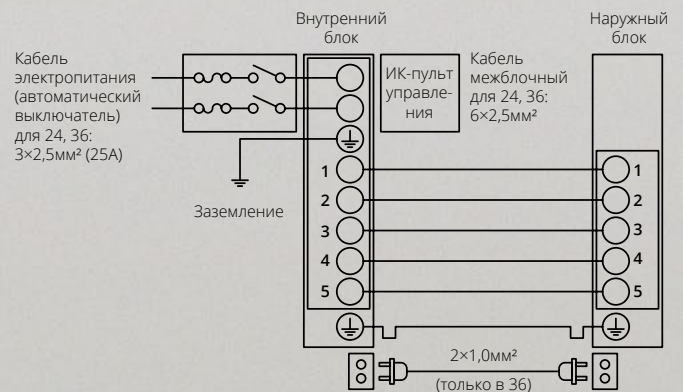 Внутренний
блок
Наружный
блок
Кабель
электропитания
(автоматический
выключатель)
для 24, 36:
3×2,5мм² (25А)
ИК-пульт
управле-
ния
Кабель
межблочный
для 24, 36:
6×2,5мм²
Заземление
1
2
3
4
5
1
2
3
4
5
2×1,0мм²
(только в 36)